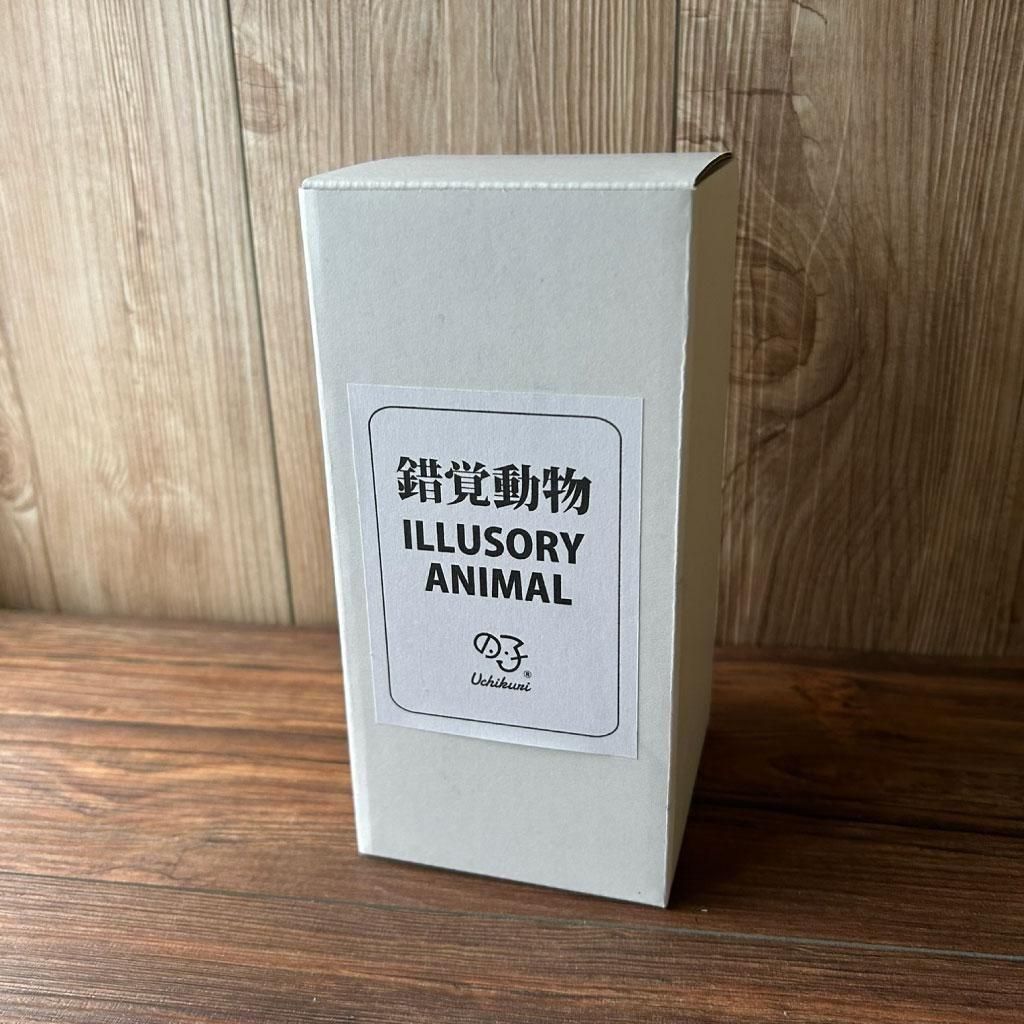 錯覚動物
ILLUSORY
ANIMAL
®
Uchikuri